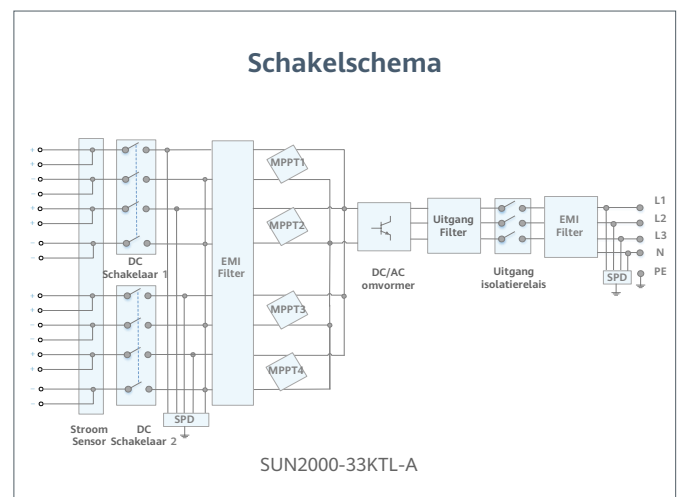 Schakelschema
MPPT1
MPPT2
MPPT3
MPPT4
EMI
Filter
DC
Schakelaar 1
DC/AC
omvormer
Uitgang
Filter
Uitgang
isolatierelais
EMI
Filter
L1
L2
L3
N
PE
SPD
SPD
Stroom
Sensor
DC
Schakelaar 2
SUN2000-33KTL-A